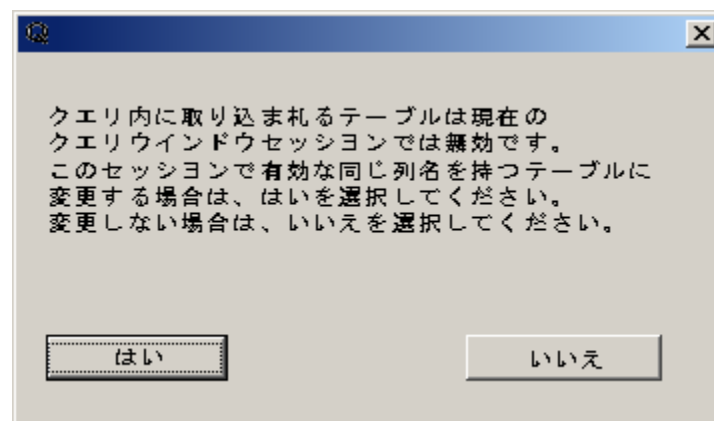 クエリ内に取り込まれるテーブルは現在の
クエリウインドウセッションでは無効です。
このセッションで有効な同じ列名を持つテーブルに
変更する場合は、はいを選択してください。
変更しない場合は、いいえを選択してください。
はい
いいえ